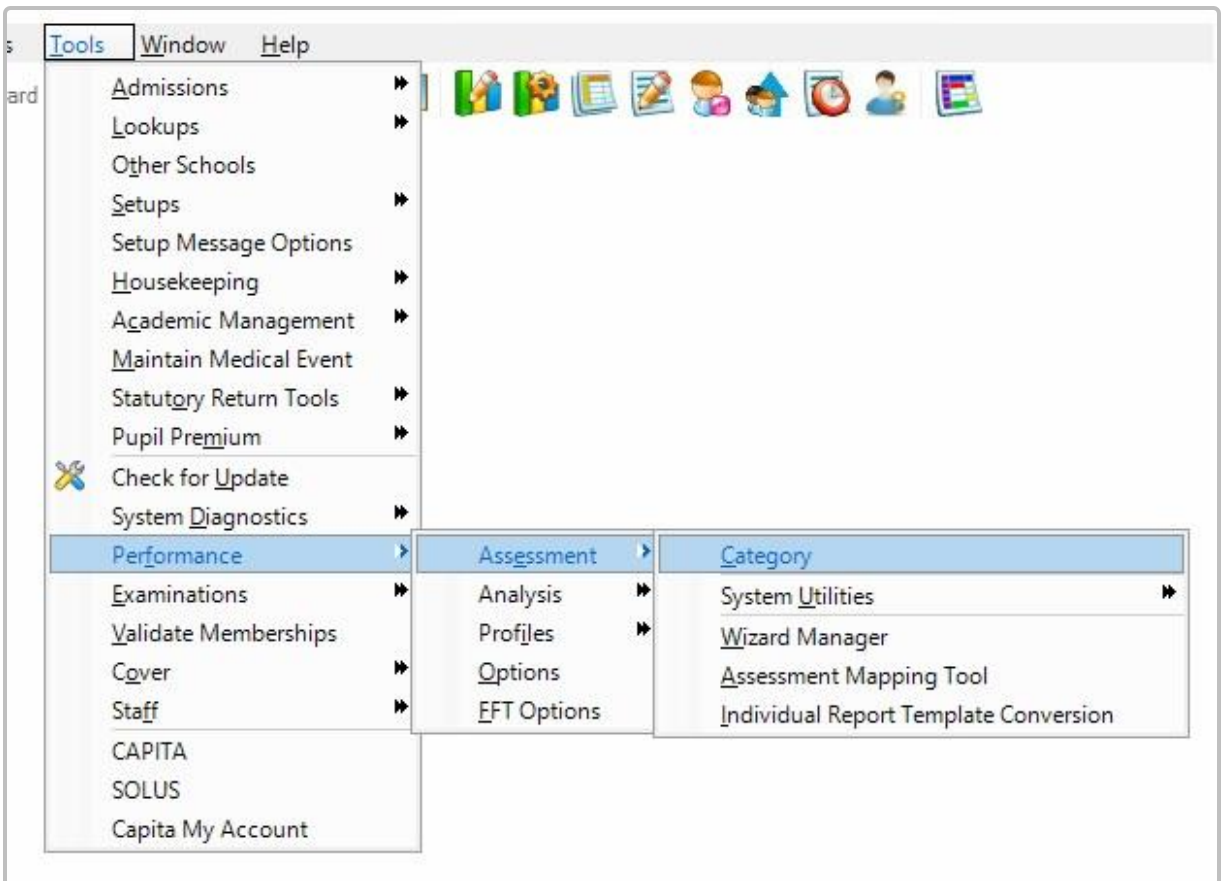 s Tools Window Help
ard
Admissions
Lookups
Other Schools
Setups
Setup Message Options
Housekeeping
Academic Management
Maintain Medical Event
Statutory Return Tools
Pupil Premium
Check for Update
System Diagnostics
Performance
Examinations
Validate Memberships
Cover
Staff
CAPITA
SOLUS
Capita My Account
Assessment
Analysis
Profiles
Options
FFT Options
Category
System Utilities
Wizard Manager
Assessment Mapping Tool
Individual Report Template Conversion